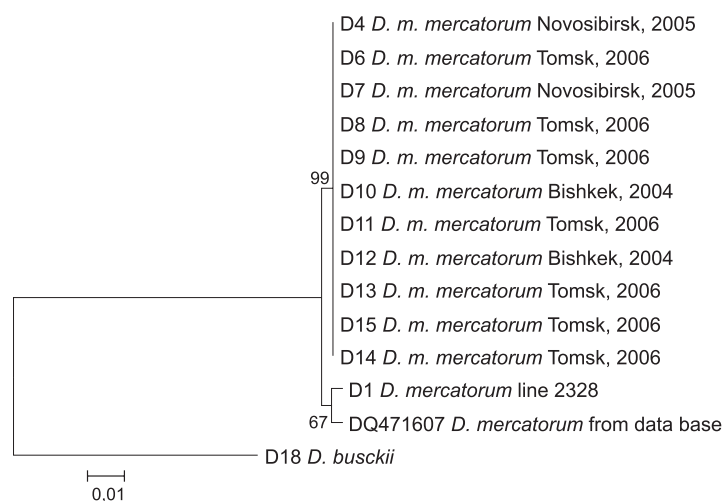 D4 D. m. mercatorum Novosibirsk, 2005
D6 D. m. mercatorum Tomsk, 2006
D7 D. m. mercatorum Novosibirsk, 2005
D8 D. m. mercatorum Tomsk, 2006
D9 D. m. mercatorum Tomsk, 2006
99
D10 D. m. mercatorum Bishkek, 2004
D11 D. m. mercatorum Tomsk, 2006
D12 D. m. mercatorum Bishkek, 2004
D13 D. m. mercatorum Tomsk, 2006
D15 D. m. mercatorum Tomsk, 2006
D14 D. m. mercatorum Tomsk, 2006
D1 D. mercatorum line 2328
67
DQ471607 D. mercatorum from data base
D18 D. busckii
0.01